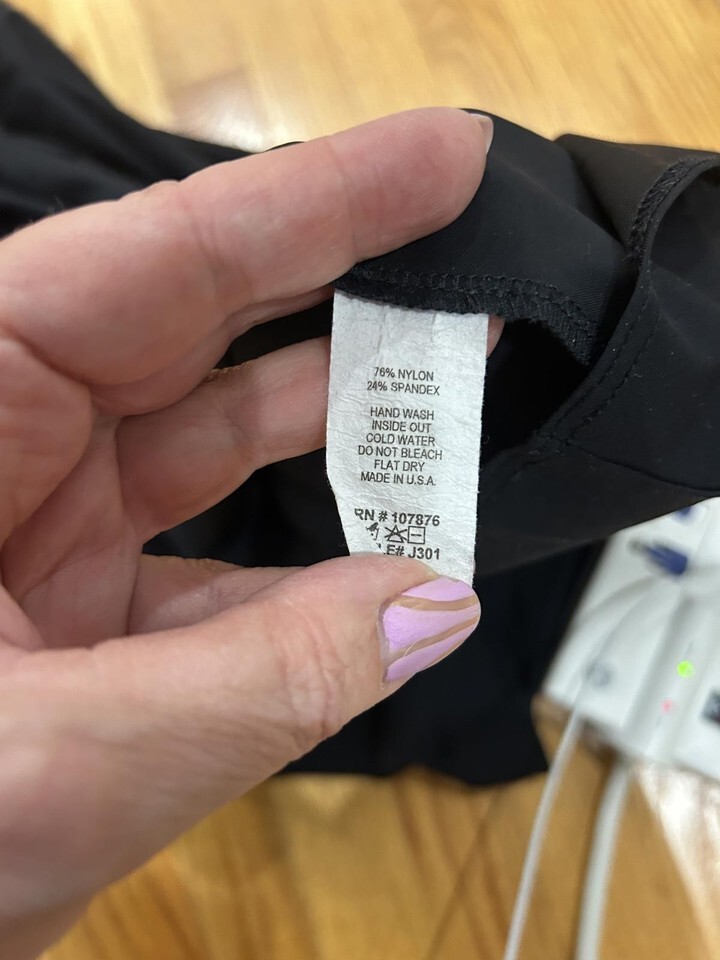 76% NYLON
24% SPANDEX
HAND WASH
INSIDE OUT
COLD WATER
DO NOT BLEACH
FLAT DRY
MADE IN U.S.A.
RN # 107876
J301